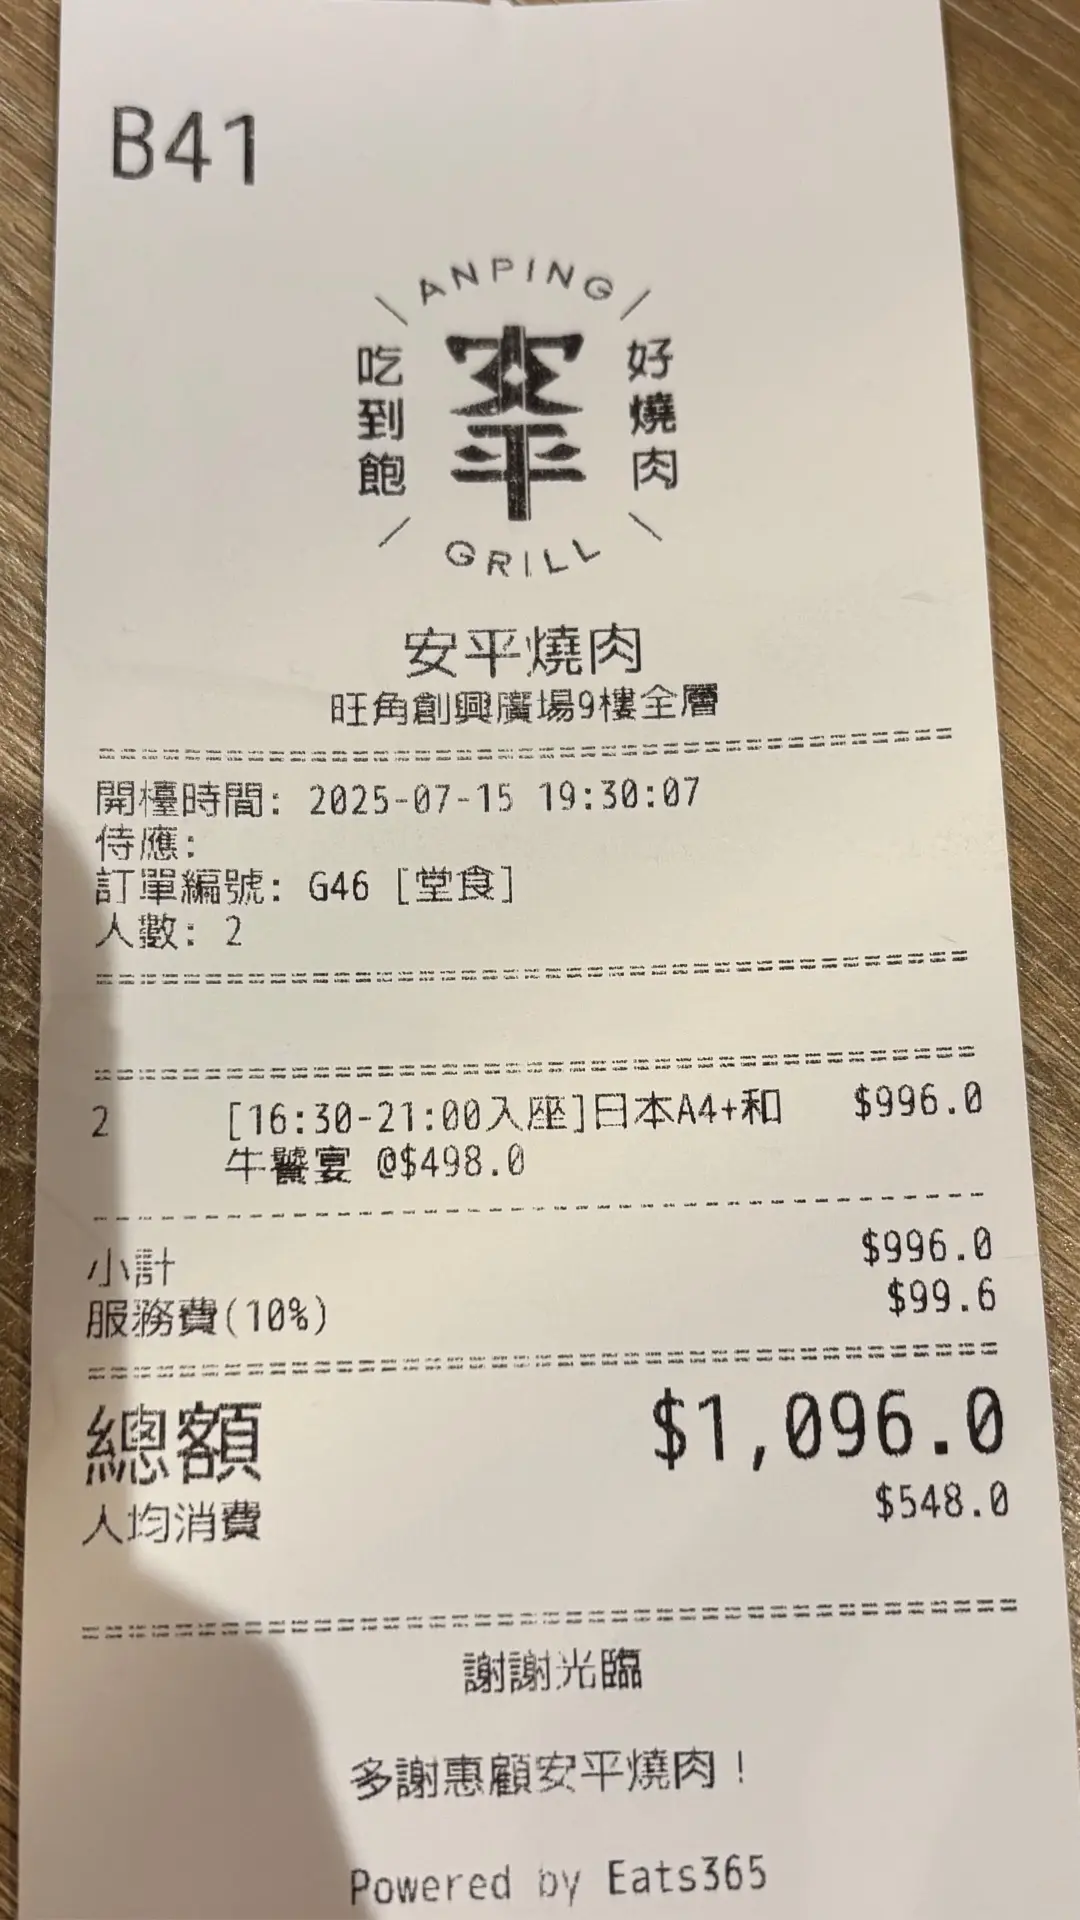 B41
ANPING
吃到飽
安平
好燒肉
GRILL
安平燒肉
旺角創興廣場9樓全層
開檯時間: 2025-07-15 19:30:07
侍應:
訂單編號: G46 [堂食]
人數: 2
2 [16:30-21:00入座]日本A4+和 $996.0
牛饗宴 @$498.0
小計 $996.0
服務費(10%) $99.6
總額 $1,096.0
人均消費 $548.0
謝謝光臨
多謝惠顧安平燒肉！
Powered by Eats365